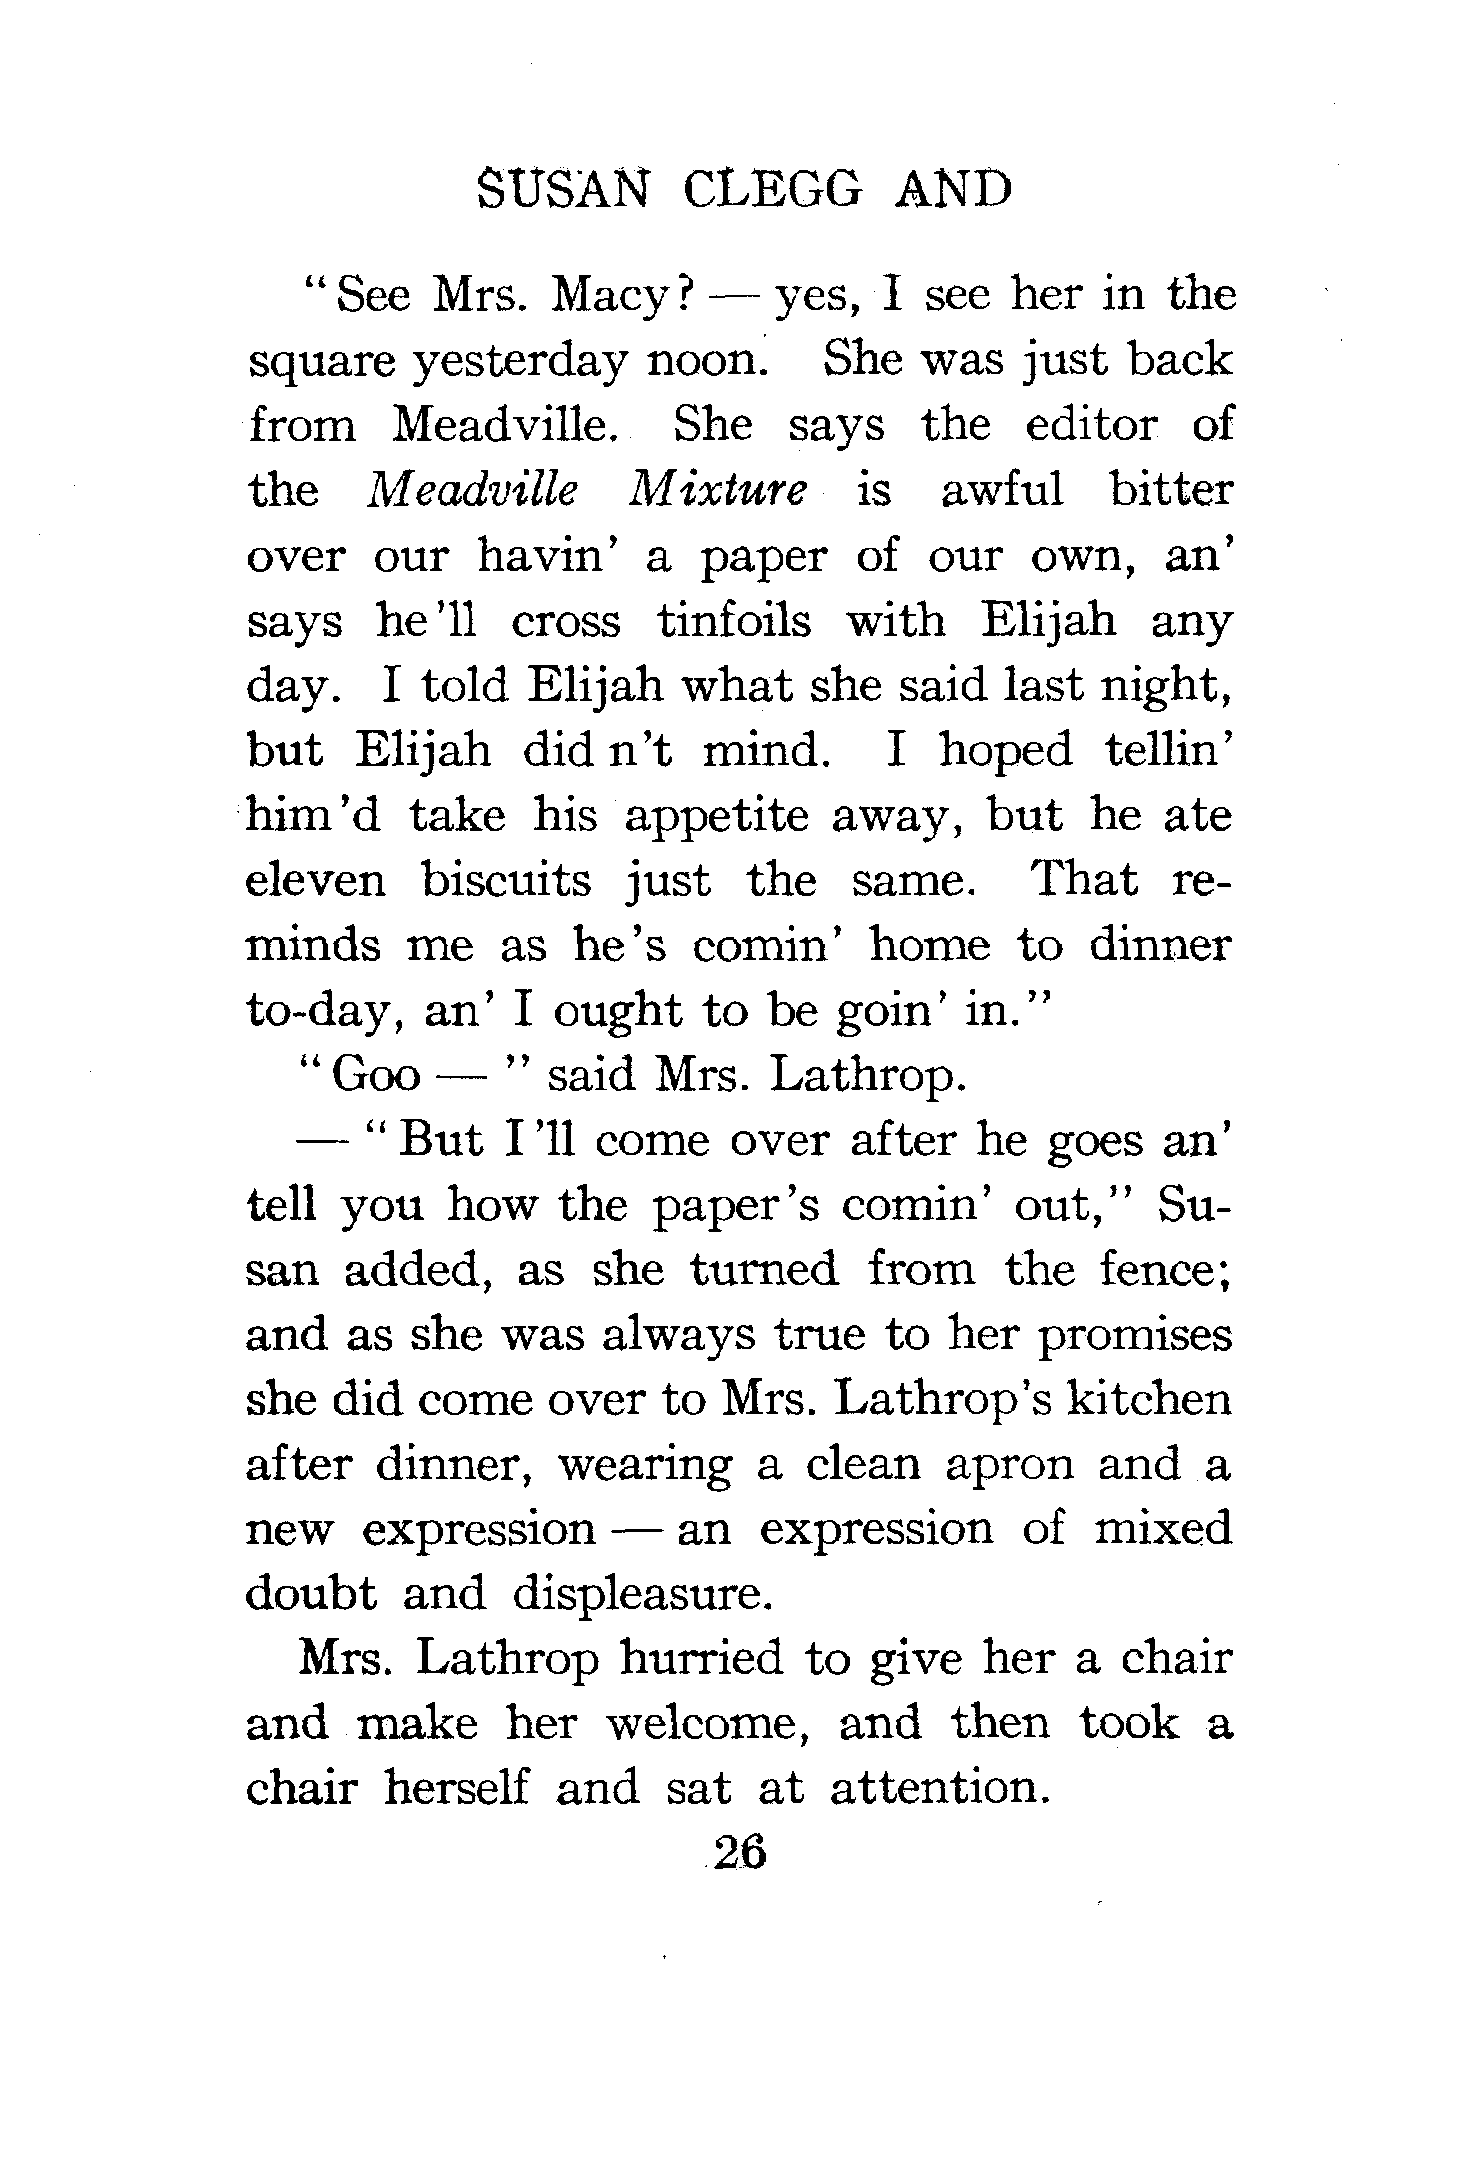 SUSAN CLEGG AND
"See Mrs. Macy? — yes, I see her in the
square yesterday noon. She was just back
from Meadville. She says the editor of
the Meadville Mixture is awful bitter
over our havin' a paper of our own, an'
says he'll cross tinfoils with Elijah any
day. I told Elijah what she said last night,
but Elijah did n't mind. I hoped tellin'
him'd take his appetite away, but he ate
eleven biscuits just the same. That re-
minds me as he's comin' home to dinner
to-day, an' I ought to be goin' in."
"Goo — " said Mrs. Lathrop.
— "But I'll come over after he goes an'
tell you how the paper's comin' out," Su-
san added, as she turned from the fence;
and as she was always true to her promises
she did come over to Mrs. Lathrop's kitchen
after dinner, wearing a clean apron and a
new expression — an expression of mixed
doubt and displeasure.
Mrs. Lathrop hurried to give her a chair
and make her welcome, and then took a
chair herself and sat at attention.
26